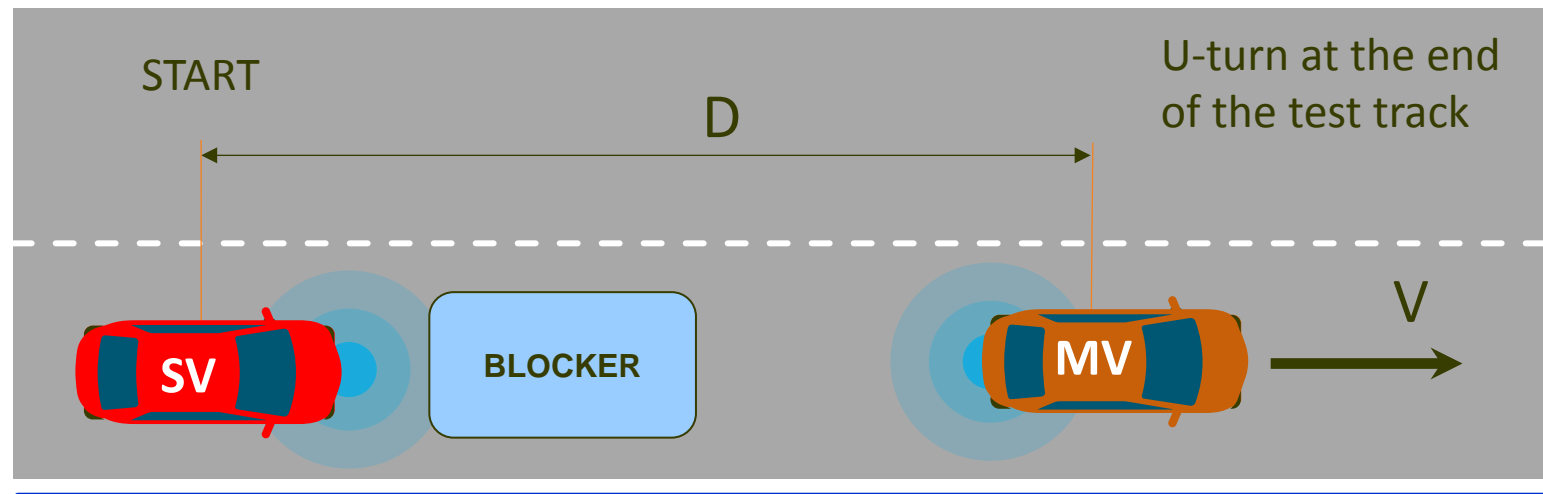 START
D
U-turn at the end
of the test track
SV
BLOCKER
MV
V